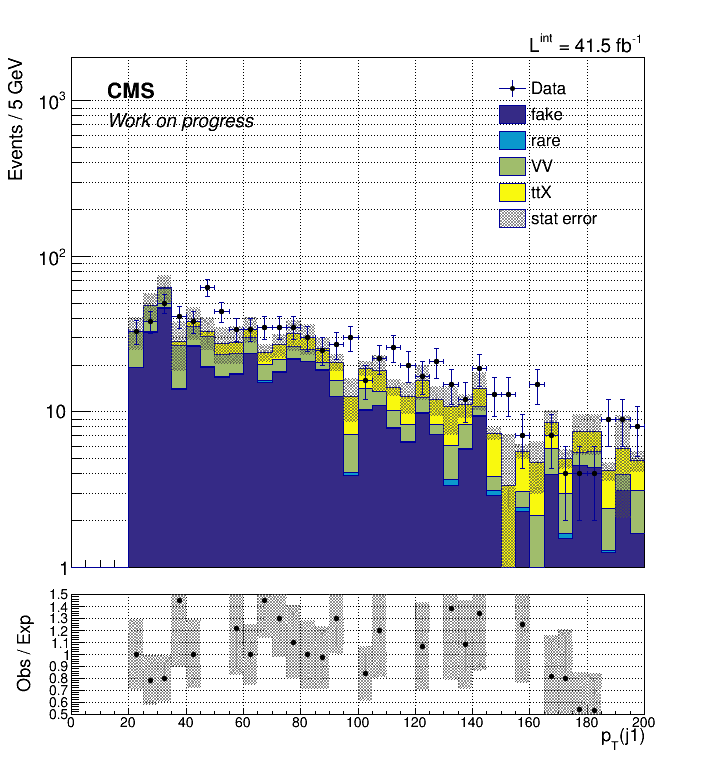 L^int = 41.5 fb^-1
Events / 5 GeV
CMS
Work on progress
Data
fake
rare
VV
ttX
stat error
10^3
10^2
10
1
Obs / Exp
1.5
1.4
1.3
1.2
1.1
1
0.9
0.8
0.7
0.6
0.5
0 20 40 60 80 100 120 140 160 180 200
p_T(j1)